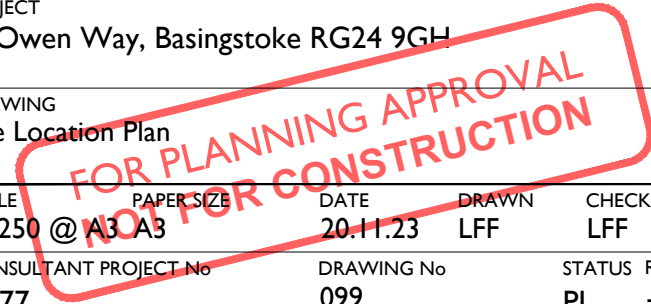 JECT
Owen Way, Basingstoke RG24 9GH
WING
e Location Plan
FOR PLANNING APPROVAL
NOT FOR CONSTRUCTION
LE PAPER SIZE DATE DRAWN CHECK
250 @ A3 A3 20.11.23 LFF LFF
NSULTANT PROJECT No DRAWING No STATUS
77 099 PL